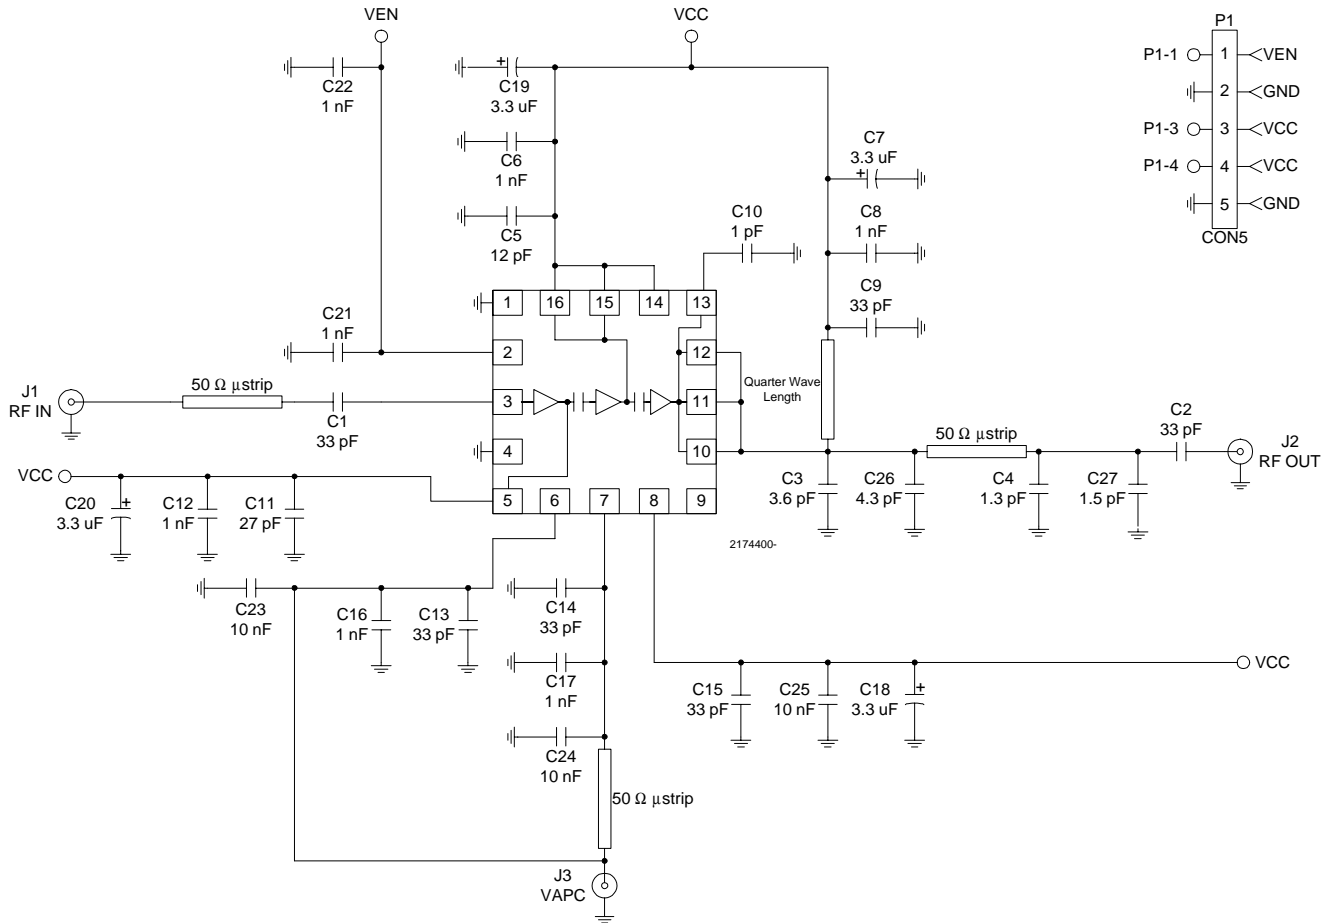 VEN
VCC
P1
P1-1
1
VEN
2
GND
P1-3
3
VCC
P1-4
4
VCC
5
GND
CON5
C22
1 nF
+
C19
3.3 uF
C6
1 nF
C5
12 pF
C7
3.3 uF
+
C8
1 nF
C9
33 pF
C10
1 pF
1
16
15
14
13
C21
1 nF
2
12
J1
RF IN
50 Ω µstrip
C1
33 pF
3
11
Quarter Wave
Length
4
10
50 Ω µstrip
C2
33 pF
J2
RF OUT
VCC
C20
3.3 uF
+
C12
1 nF
C11
27 pF
5
6
7
8
9
C3
3.6 pF
C26
4.3 pF
C4
1.3 pF
C27
1.5 pF
2174400-
C23
10 nF
C16
1 nF
C13
33 pF
C14
33 pF
C17
1 nF
C24
10 nF
C15
33 pF
C25
10 nF
C18
3.3 uF
+
VCC
50 Ω µstrip
J3
VAPC